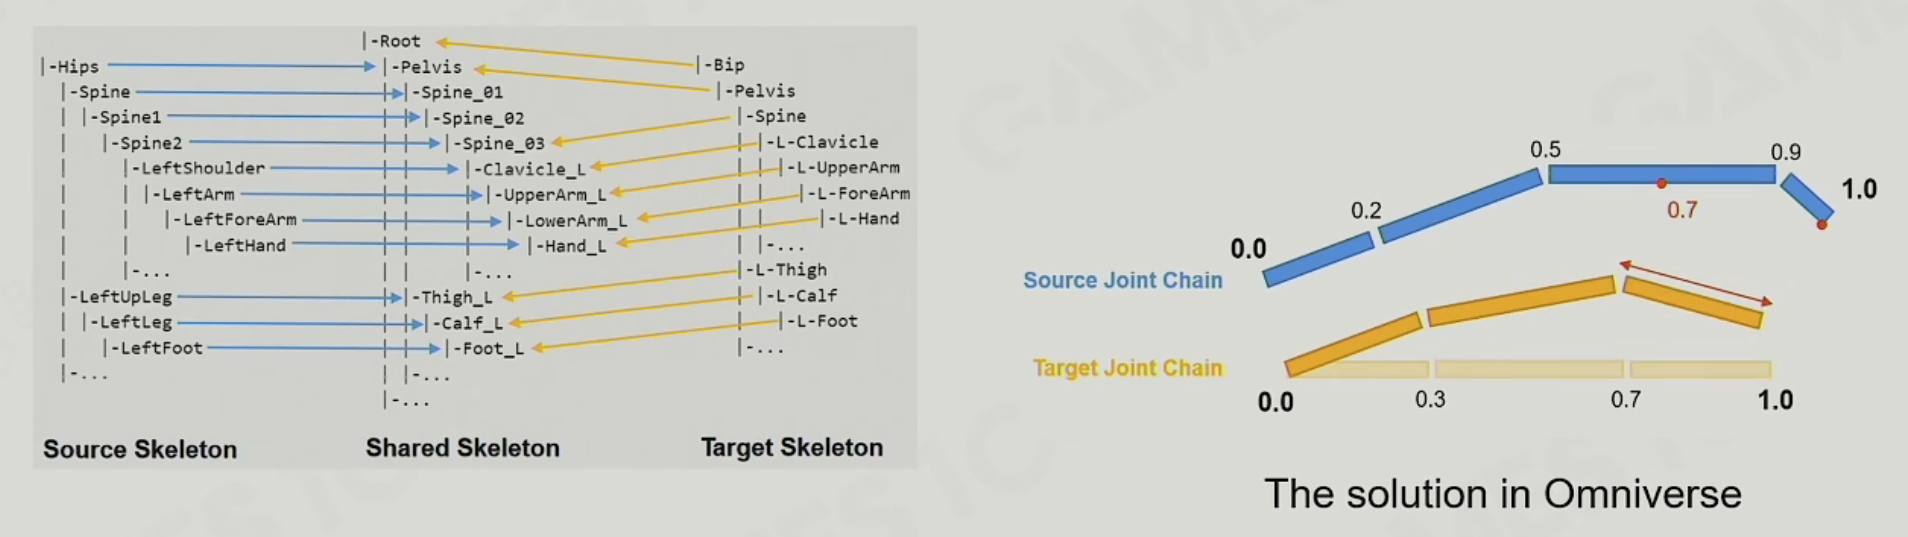 |-Root
|-Hips
|-Pelvis
|-Bip
|-Spine
|-Spine_01
|-Pelvis
|-Spine1
|-Spine_02
|-Spine
|-Spine2
|-Spine_03
|-L-Clavicle
|-LeftShoulder
|-Clavicle_L
|-L-UpperArm
|-LeftArm
|-UpperArm_L
|-L-ForeArm
|-LeftForeArm
|-LowerArm_L
|-L-Hand
|-LeftHand
|-Hand_L
|-...
|-...
|-...
|-L-Thigh
|-LeftUpLeg
|-Thigh_L
|-L-Calf
|-LeftLeg
|-Calf_L
|-L-Foot
|-LeftFoot
|-Foot_L
|-...
|-...
|-...
|-...
Source Skeleton
Shared Skeleton
Target Skeleton
0.5
0.9
1.0
0.2
0.7
0.0
Source Joint Chain
Target Joint Chain
0.0
0.3
0.7
1.0
The solution in Omniverse